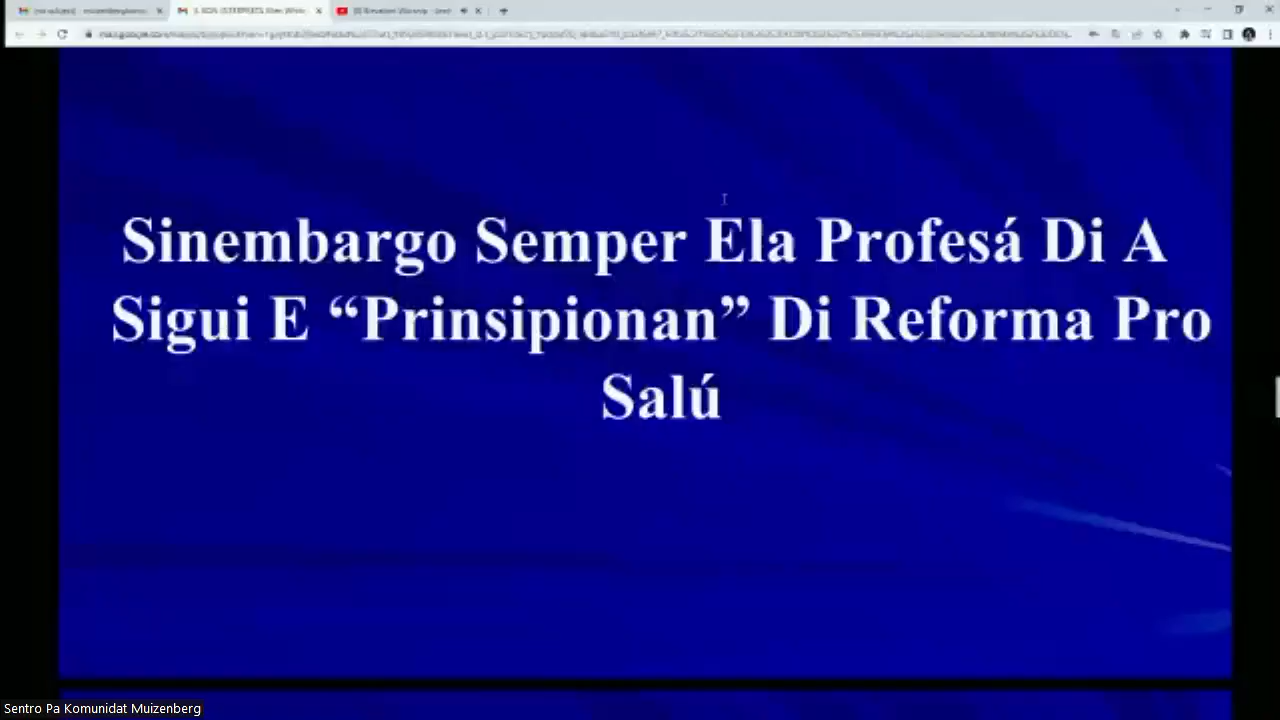 Sinembargo Semper Ela Profesá Di A
Sigui E “Prinsipionan” Di Reforma Pro
Salú
Sentro Pa Komunidat Muizenberg